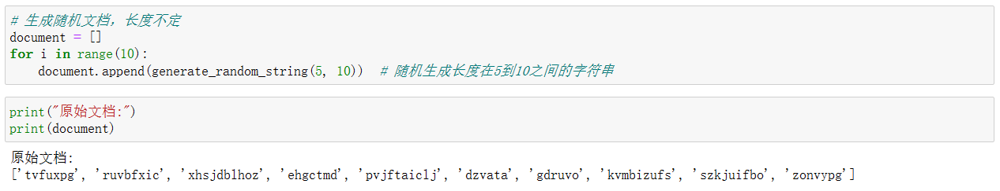 # 生成随机文档，长度不定
document = []
for i in range(10):
    document.append(generate_random_string(5, 10))  # 随机生成长度在5到10之间的字符串
print("原始文档:")
print(document)
原始文档:
['tvfuxpg', 'ruvbfxic', 'xhsjdblhoz', 'ehgctmd', 'pvjftaiclj', 'dzvata', 'gdruvo', 'kvmbizufs', 'szkjuifbo', 'zonvypg']